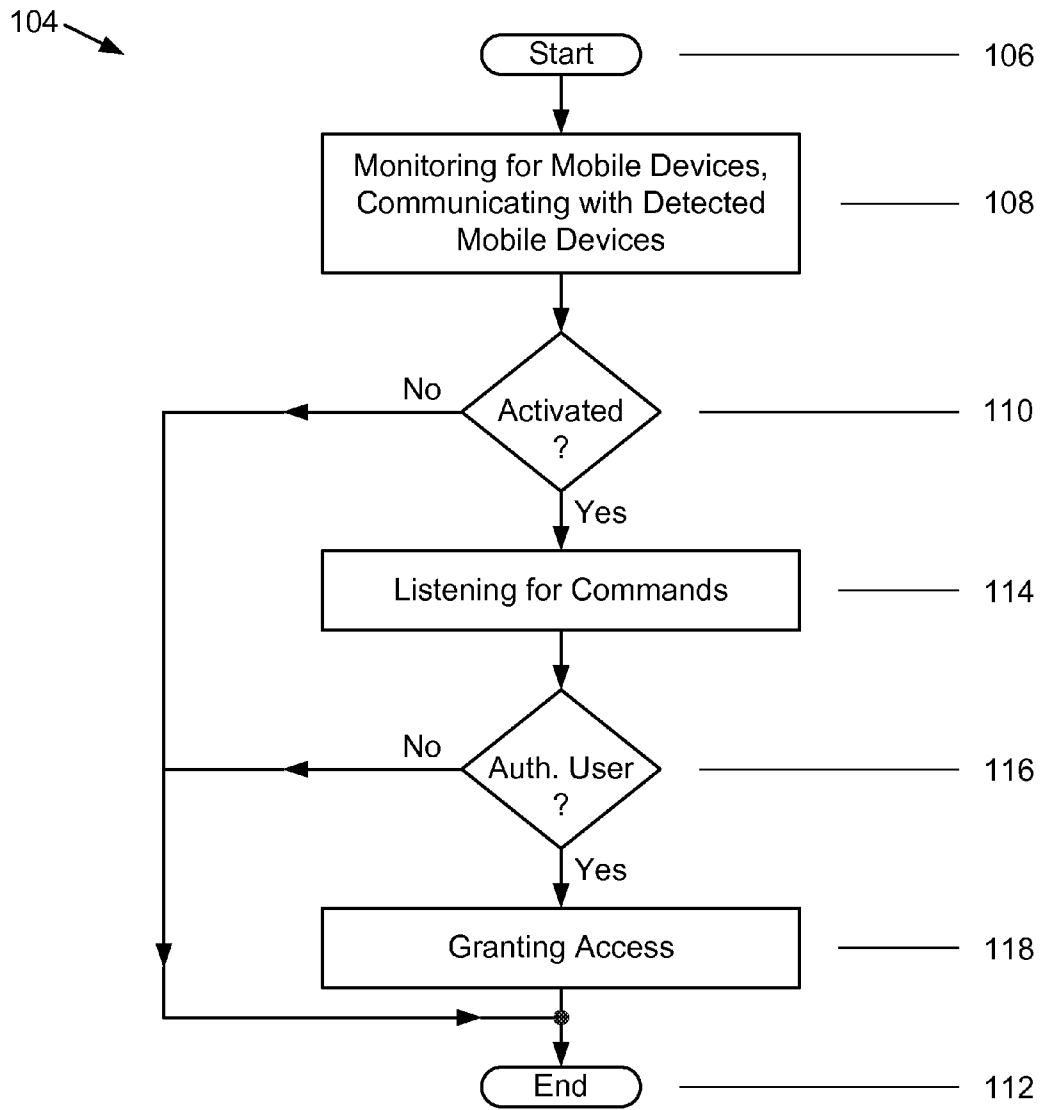 104
Start
106
Monitoring for Mobile Devices,
Communicating with Detected
Mobile Devices
108
No
Activated
?
110
Yes
Listening for Commands
114
No
Auth. User
?
116
Yes
Granting Access
118
End
112